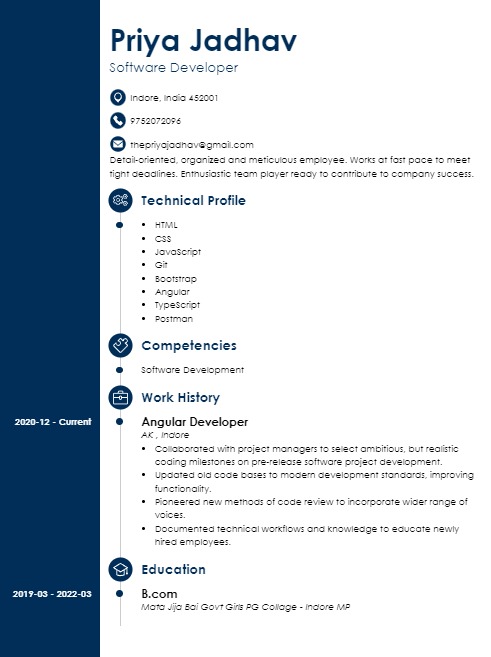 Priya Jadhav
Software Developer
Indore, India 452001
9752072096
thepriyajadhav@gmail.com
Detail-oriented, organized and meticulous employee. Works at fast pace to meet
tight deadlines. Enthusiastic team player ready to contribute to company success.
Technical Profile
• HTML
• CSS
• JavaScript
• Git
• Bootstrap
• Angular
• TypeScript
• Postman
Competencies
Software Development
Work History
2020-12 - Current
Angular Developer
AK , Indore
• Collaborated with project managers to select ambitious, but realistic
coding milestones on pre-release software project development.
• Updated old code bases to modern development standards, improving
functionality.
• Pioneered new methods of code review to incorporate wider range of
voices.
• Documented technical workflows and knowledge to educate newly
hired employees.
Education
2019-03 - 2022-03
B.com
Mata Jija Bai Govt Girls PG Collage - Indore MP